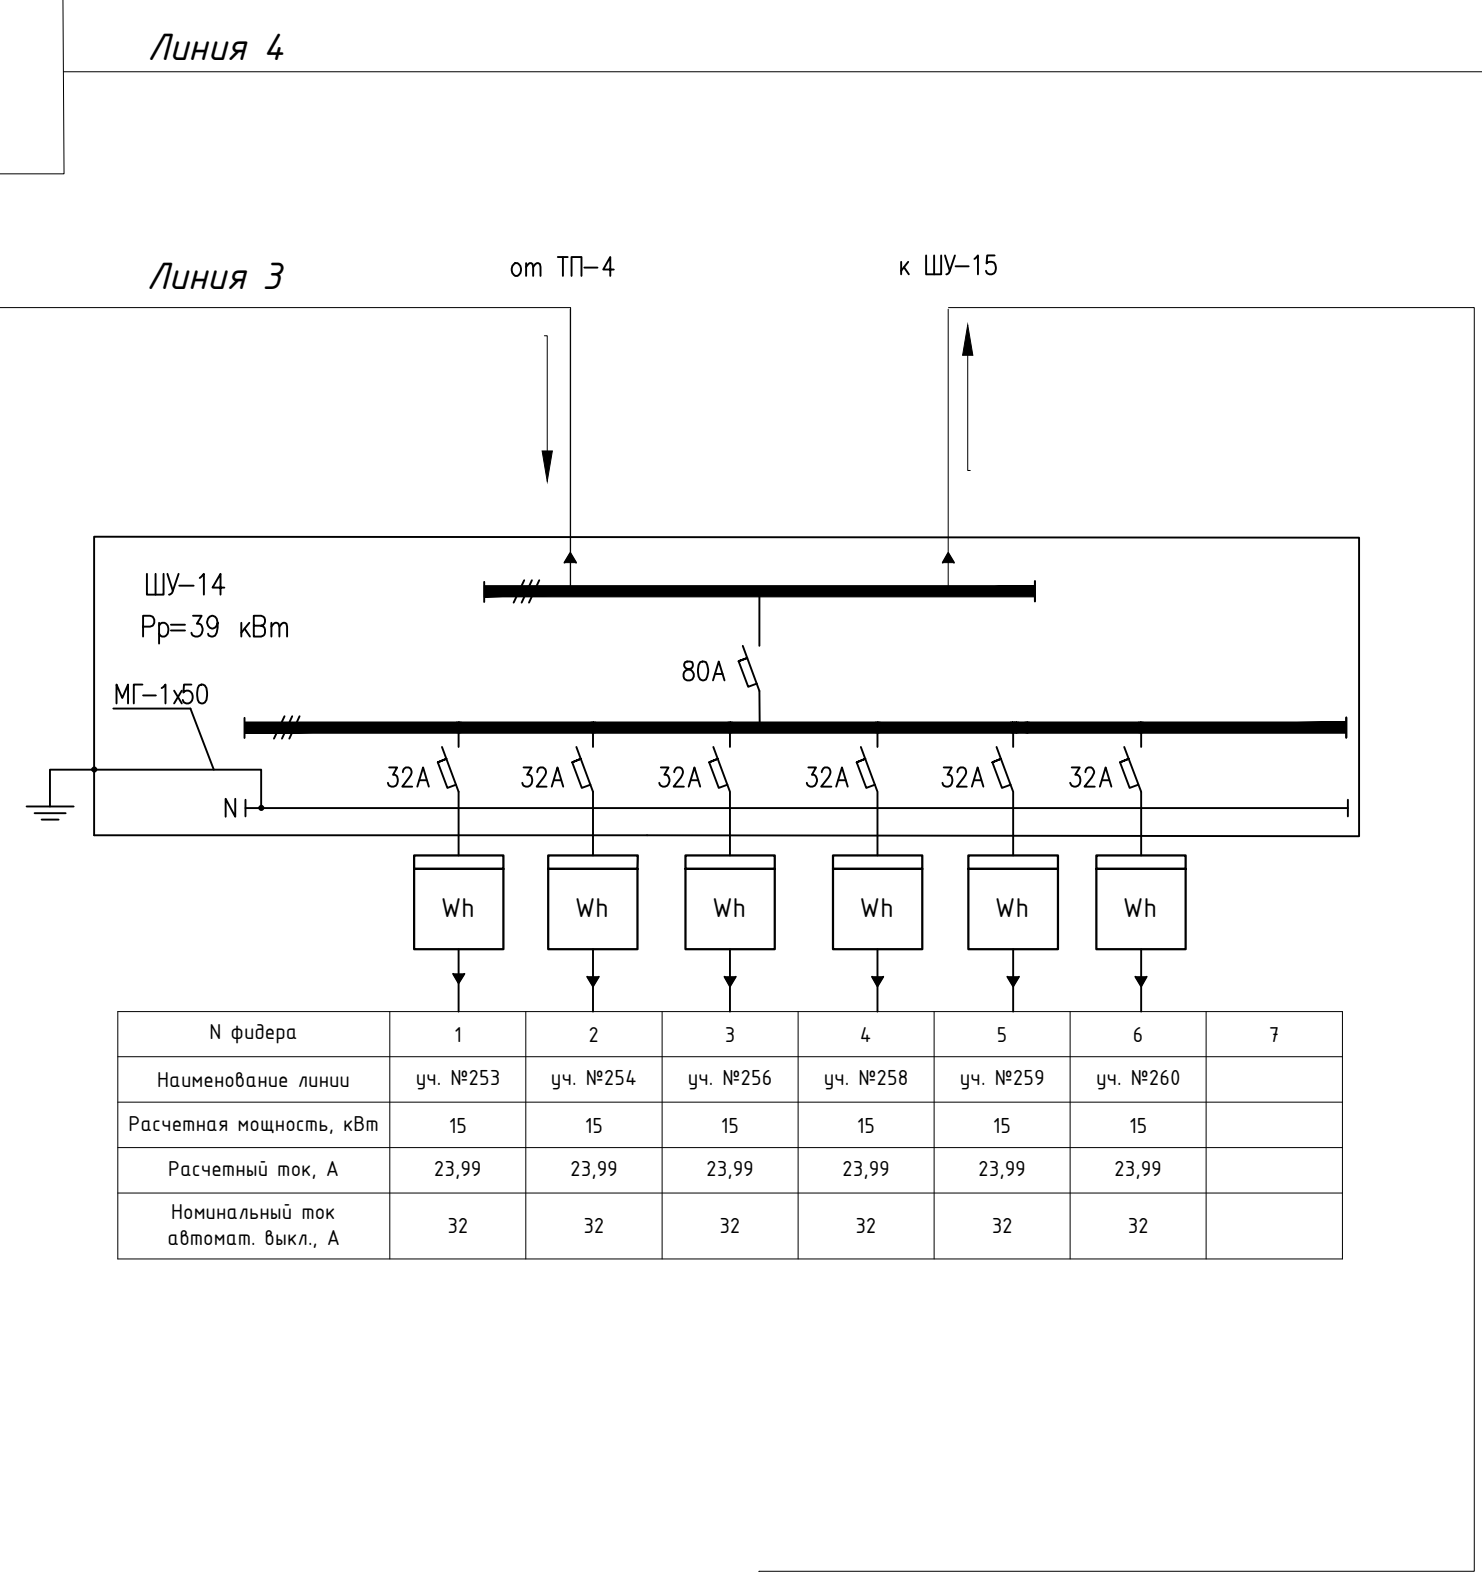 Линия 4
Линия 3
от ТП-4
к ШУ-15
ШУ-14
Рр=39 кВт
80А
МГ-1х50
32А 32А 32А 32А 32А 32А
N
Wh Wh Wh Wh Wh Wh
N фидера 1 2 3 4 5 6 7
Наименование линии уч. №253 уч. №254 уч. №256 уч. №258 уч. №259 уч. №260
Расчетная мощность, кВт 15 15 15 15 15 15
Расчетный ток, А 23,99 23,99 23,99 23,99 23,99 23,99
Номинальный ток
автомат. выкл., А 32 32 32 32 32 32